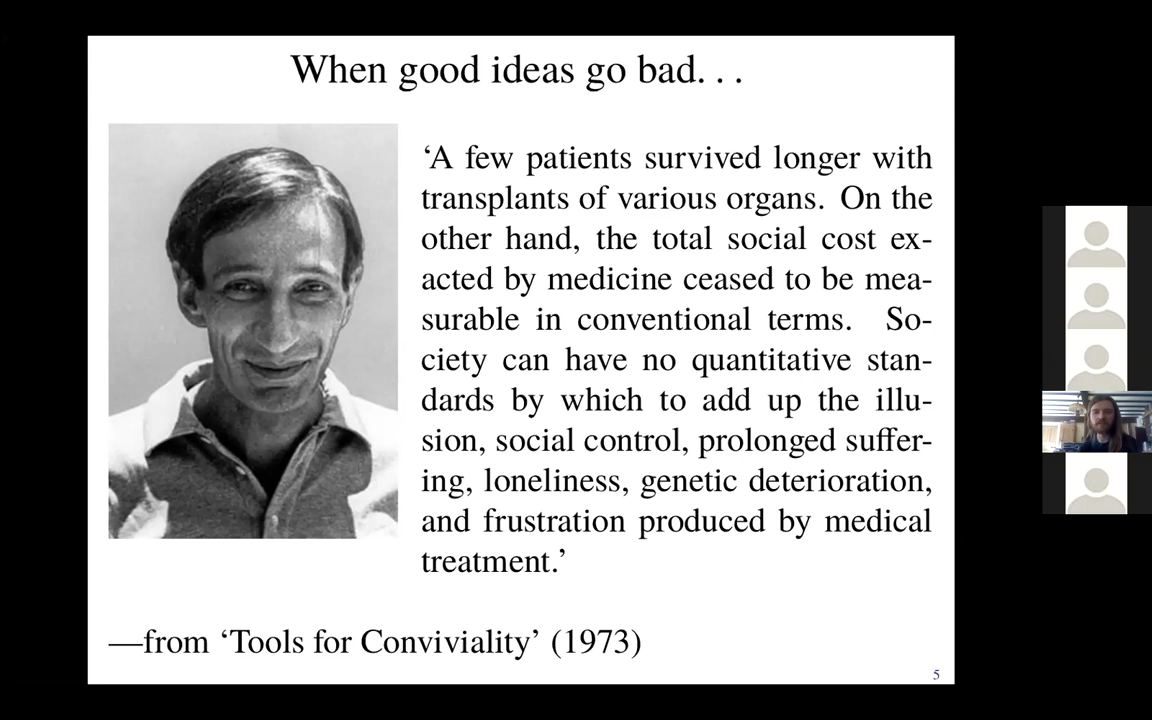 When good ideas go bad. . .
‘A few patients survived longer with
transplants of various organs. On the
other hand, the total social cost ex-
acted by medicine ceased to be mea-
surable in conventional terms. So-
ciety can have no quantitative stan-
dards by which to add up the illu-
sion, social control, prolonged suffer-
ing, loneliness, genetic deterioration,
and frustration produced by medical
treatment.’
—from ‘Tools for Conviviality’ (1973)
5